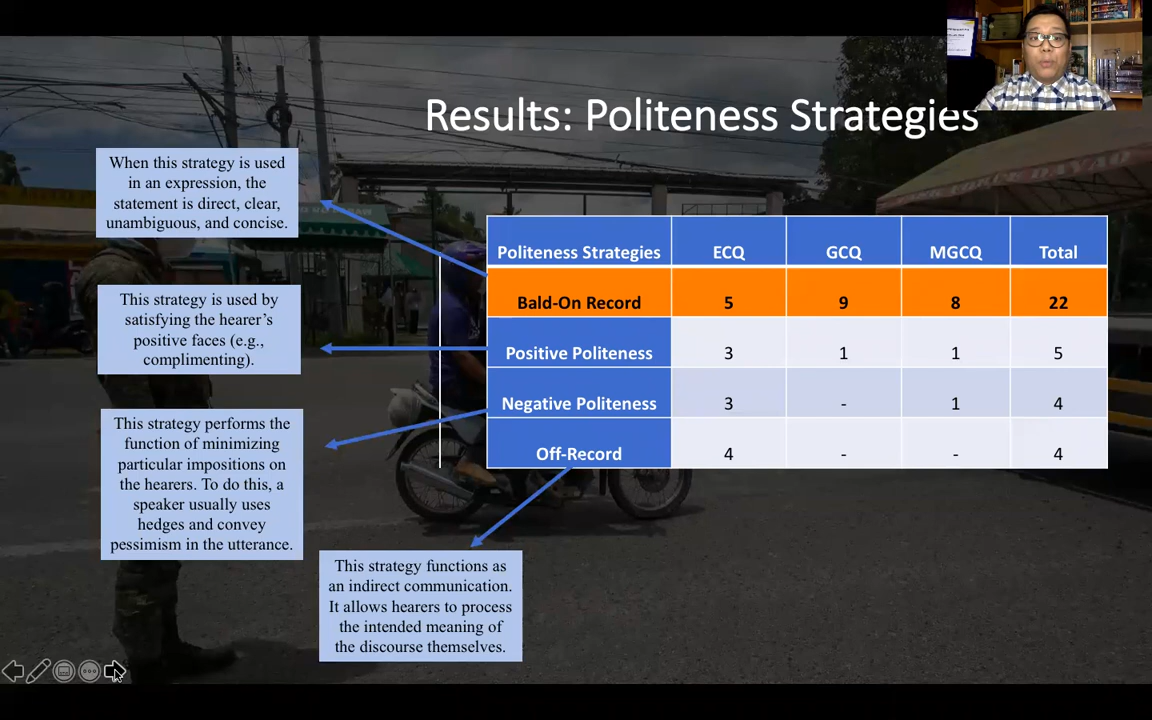 Results: Politeness Strategies
When this strategy is used
in an expression, the
statement is direct, clear,
unambiguous, and concise.
This strategy is used by
satisfying the hearer's
positive faces (e.g.,
complimenting).
This strategy performs the
function of minimizing
particular impositions on
the hearers. To do this, a
speaker usually uses
hedges and convey
pessimism in the utterance.
This strategy functions as
an indirect communication.
It allows hearers to process
the intended meaning of
the discourse themselves.
Politeness Strategies ECQ GCQ MGCQ Total
Bald-On Record 5 9 8 22
Positive Politeness 3 1 1 5
Negative Politeness 3 - 1 4
Off-Record 4 - - 4